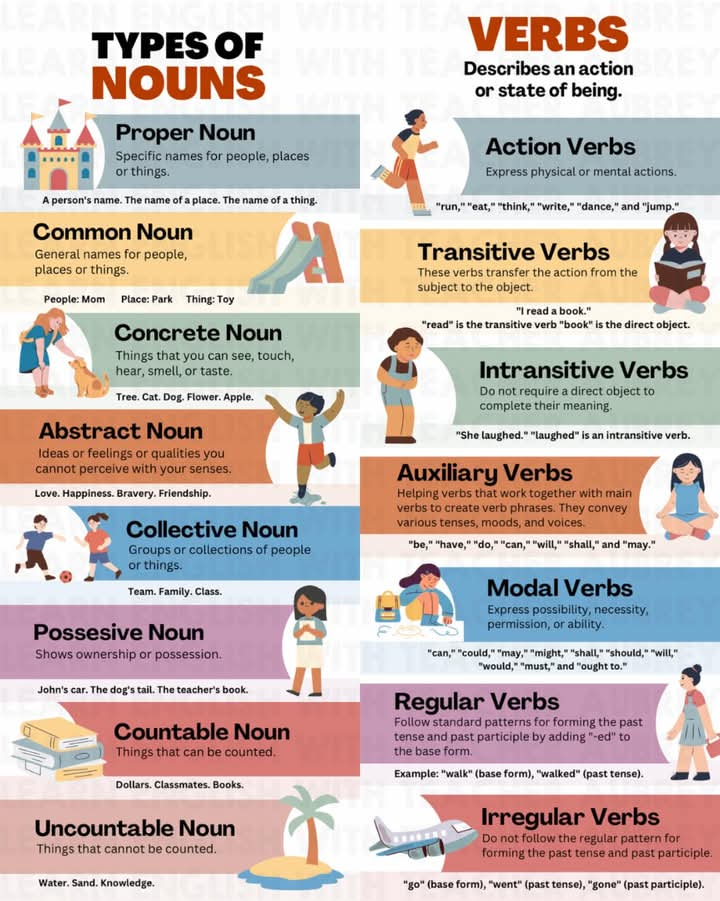 TYPES OF
NOUNS
Proper Noun
Specific names for people, places
or things.
A person's name. The name of a place. The name of a thing.
Common Noun
General names for people,
places or things.
People: Mom Place: Park Thing: Toy
Concrete Noun
Things that you can see, touch,
hear, smell, or taste.
Tree. Cat. Dog. Flower. Apple.
Abstract Noun
Ideas or feelings or qualities you
cannot perceive with your senses.
Love. Happiness. Bravery. Friendship.
Collective Noun
Groups or collections of people
or things.
Team. Family. Class.
Possesive Noun
Shows ownership or possession.
John's car. The dog's tail. The teacher's book.
Countable Noun
Things that can be counted.
Dollars. Classmates. Books.
Uncountable Noun
Things that cannot be counted.
Water. Sand. Knowledge.
VERBS
Describes an action
or state of being.
Action Verbs
Express physical or mental actions.
"run," "eat," "think," "write," "dance," and "jump."
Transitive Verbs
These verbs transfer the action from the
subject to the object.
"I read a book."
"read" is the transitive verb "book" is the direct object.
Intransitive Verbs
Do not require a direct object to
complete their meaning.
"She laughed." "laughed" is an intransitive verb.
Auxiliary Verbs
Helping verbs that work together with main
verbs to create verb phrases. They convey
various tenses, moods, and voices.
"be," "have," "do," "can," "will," "shall," and "may."
Modal Verbs
Express possibility, necessity,
permission, or ability.
"can," "could," "may," "might," "shall," "should," "will,"
"would," "must," and "ought to."
Regular Verbs
Follow standard patterns for forming the past
tense and past participle by adding "-ed" to
the base form.
Example: "walk" (base form), "walked" (past tense).
Irregular Verbs
Do not follow the regular pattern for
forming the past tense and past participle.
"go" (base form), "went" (past tense), "gone" (past participle).
LEARN ENGLISH WITH TEACHER AUBREY